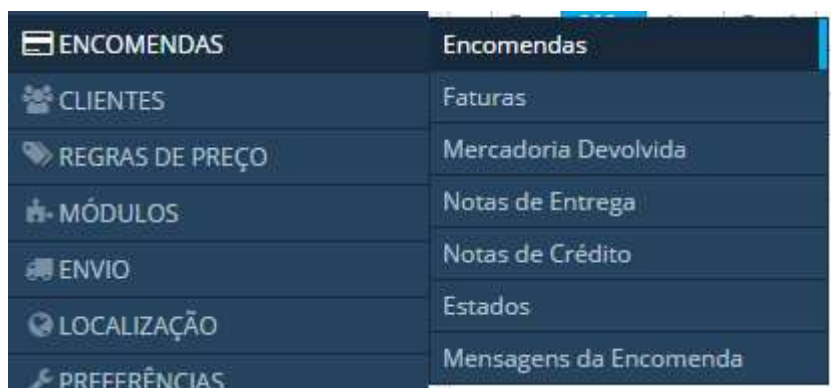 ENCOMENDAS
CLIENTES
REGRAS DE PREÇO
MÓDULOS
ENVIO
LOCALIZAÇÃO
PREFERÊNCIAS
Encomendas
Faturas
Mercadoria Devolvida
Notas de Entrega
Notas de Crédito
Estados
Mensagens da Encomenda